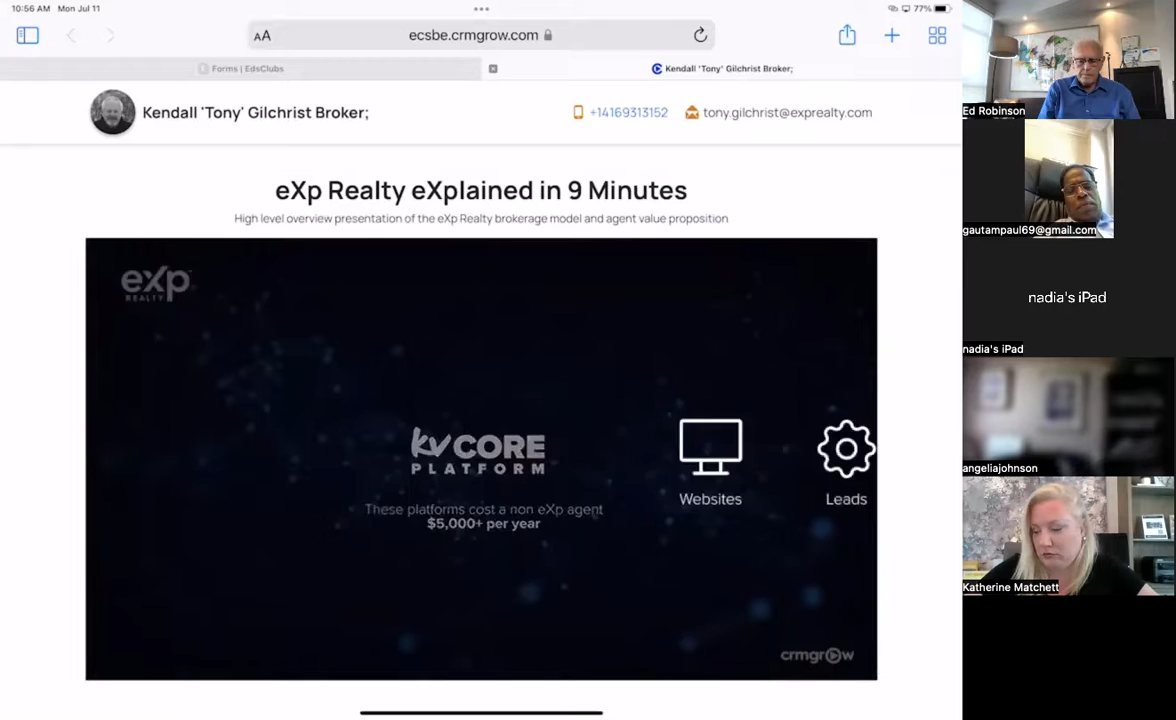 10:56 AM Mon Jul 11
77%
AA
ecsbe.crmgrow.com
Forms | EdsClubs
Kendall 'Tony' Gilchrist Broker;
Kendall 'Tony' Gilchrist Broker;
+14169313152
tony.gilchrist@exprealty.com
eXp Realty eXplained in 9 Minutes
High level overview presentation of the eXp Realty brokerage model and agent value proposition
eXp
REALTY
kvCORE
PLATFORM
These platforms cost a non eXp agent
$5,000+ per year
Websites
Leads
crmgrow
Ed Robinson
gautampaul69@gmail.com
nadia's iPad
nadia's iPad
angeliajohnson
Katherine Matchett